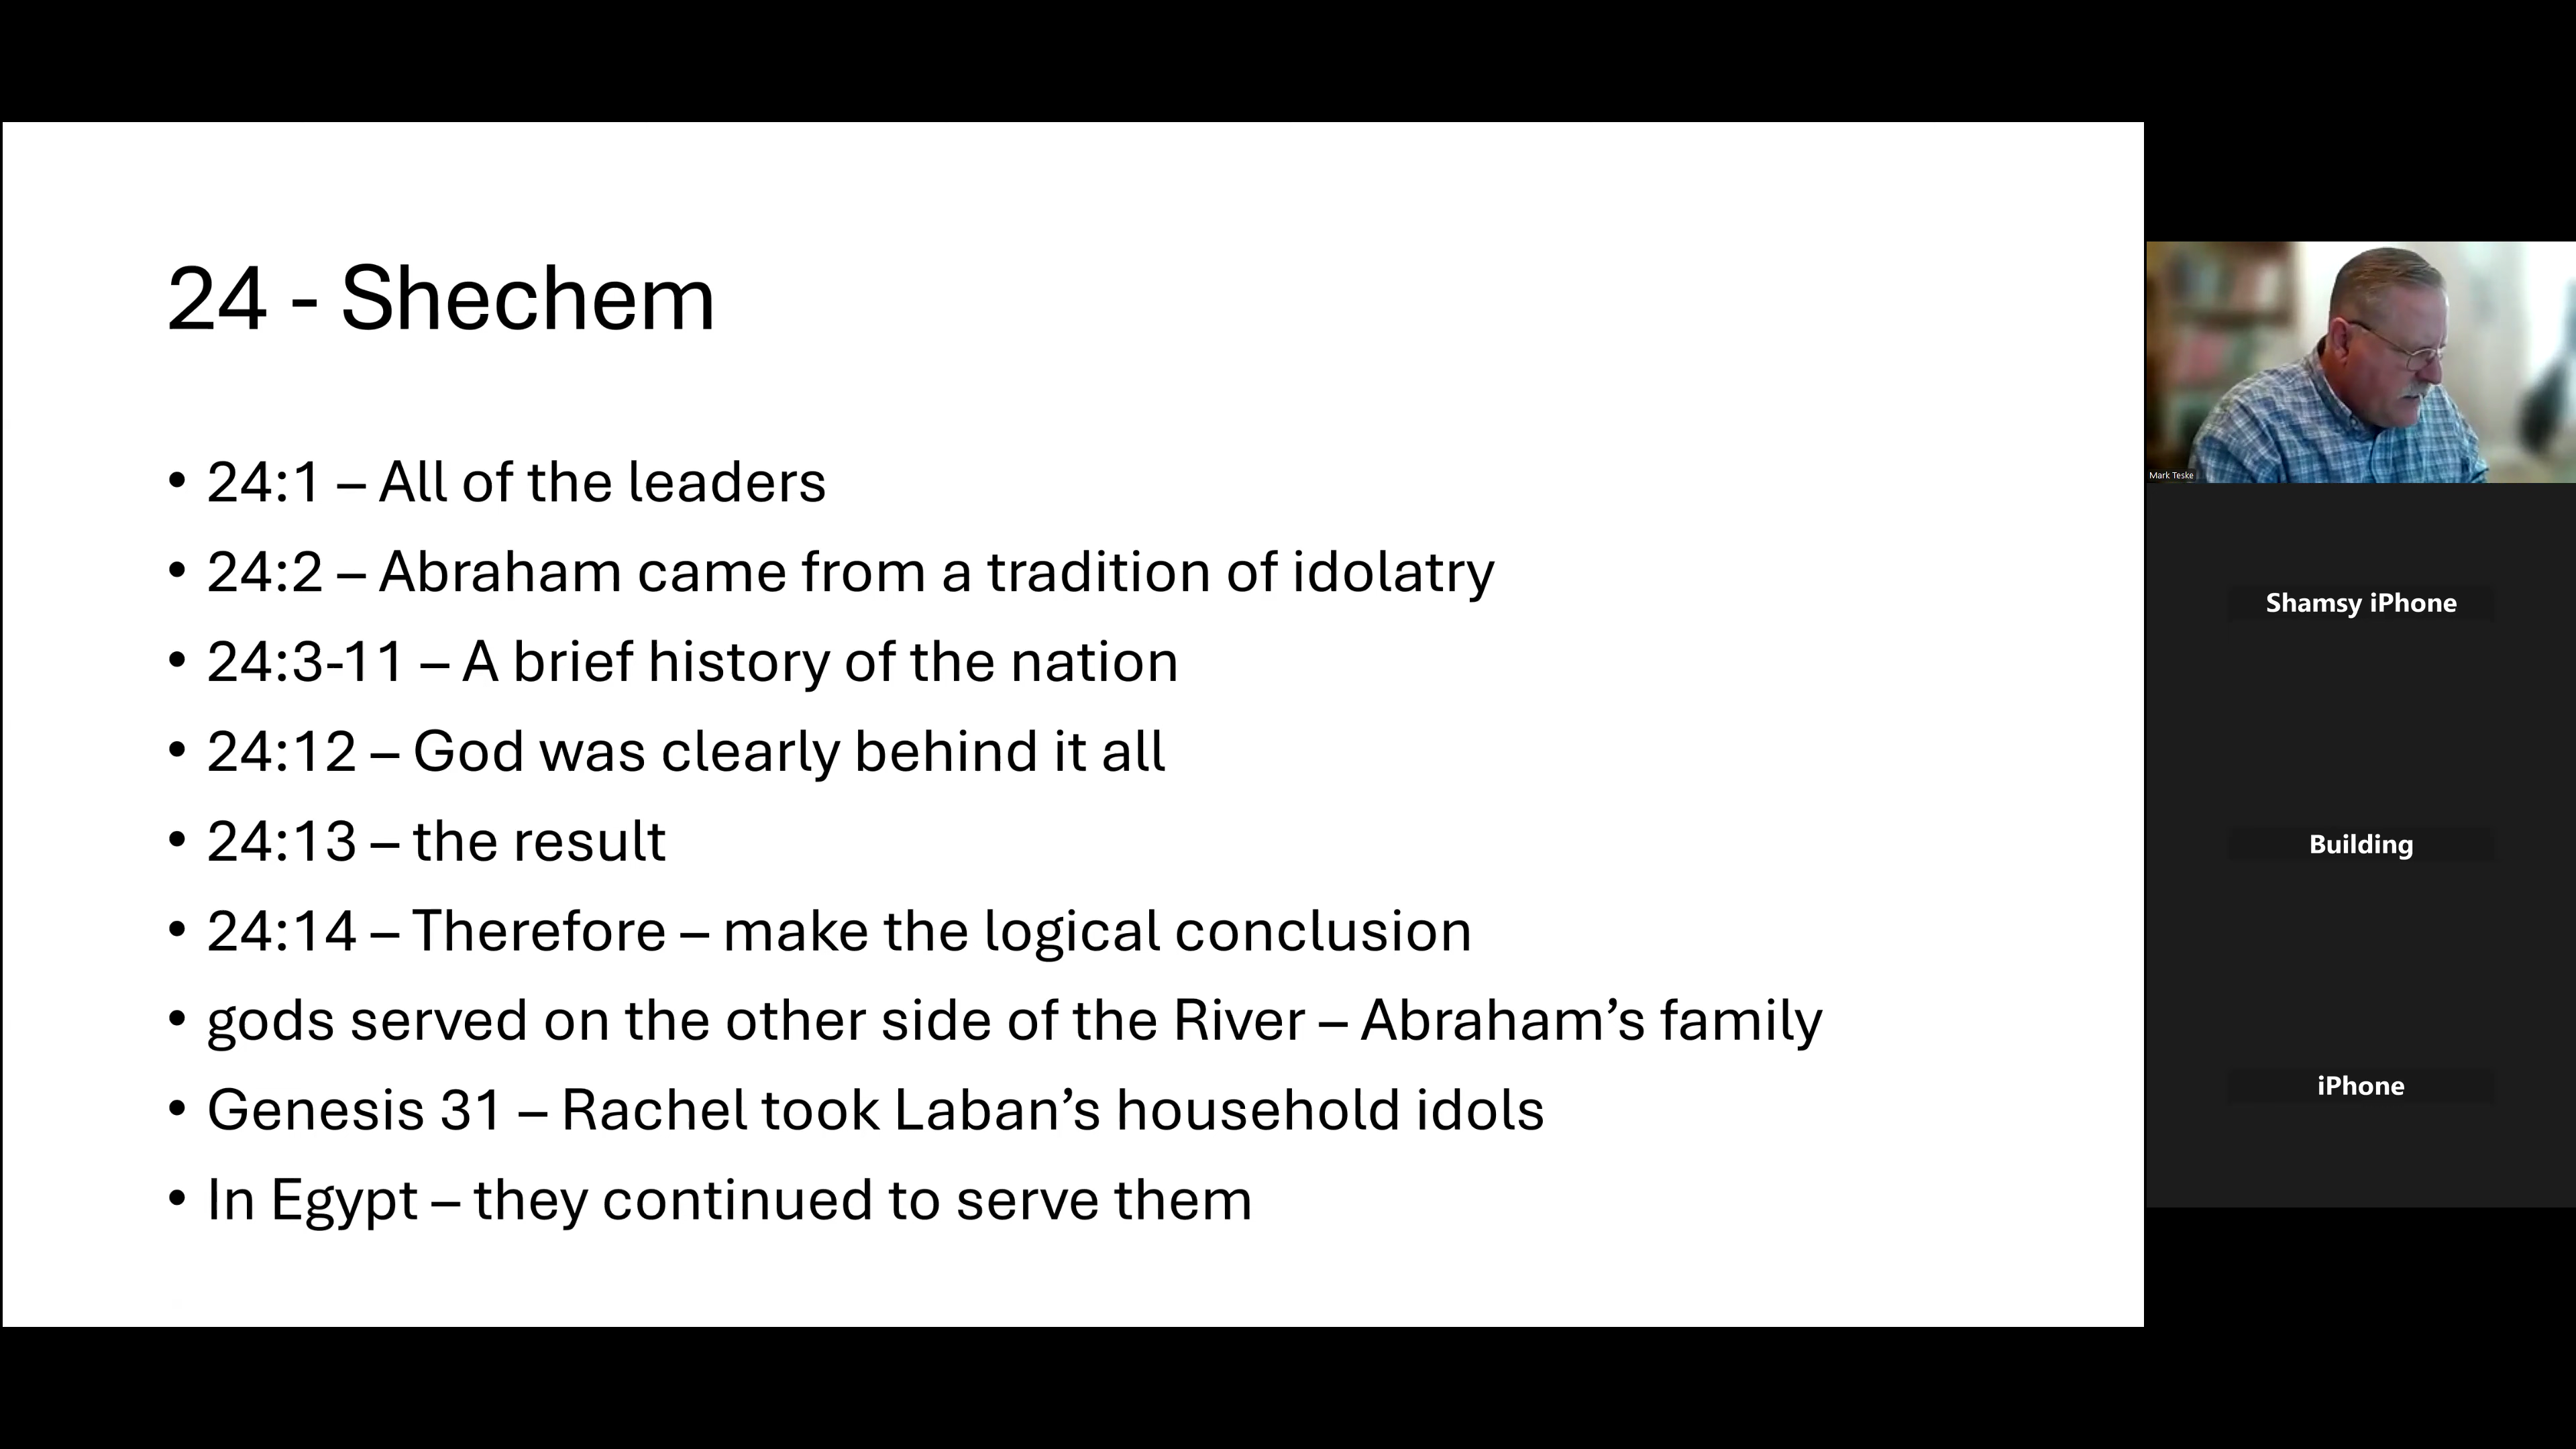 24 - Shechem
• 24:1 – All of the leaders
• 24:2 – Abraham came from a tradition of idolatry
• 24:3-11 – A brief history of the nation
• 24:12 – God was clearly behind it all
• 24:13 – the result
• 24:14 – Therefore – make the logical conclusion
• gods served on the other side of the River – Abraham’s family
• Genesis 31 – Rachel took Laban’s household idols
• In Egypt – they continued to serve them
Mark Teske
Shamsy iPhone
Building
iPhone